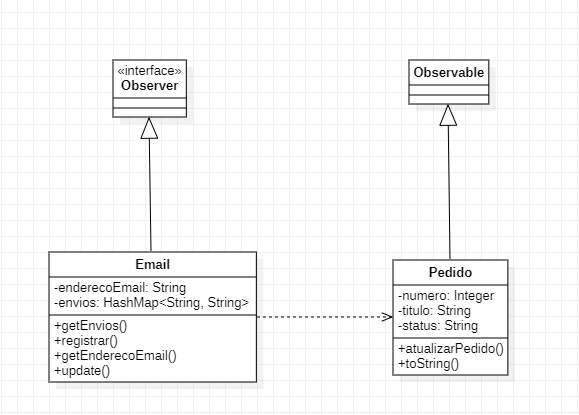 «interface»
Observer
Observable
Email
-enderecoEmail: String
-envios: HashMap<String, String>
+getEnvios()
+registrar()
+getEnderecoEmail()
+update()
Pedido
-numero: Integer
-titulo: String
-status: String
+atualizarPedido()
+toString()